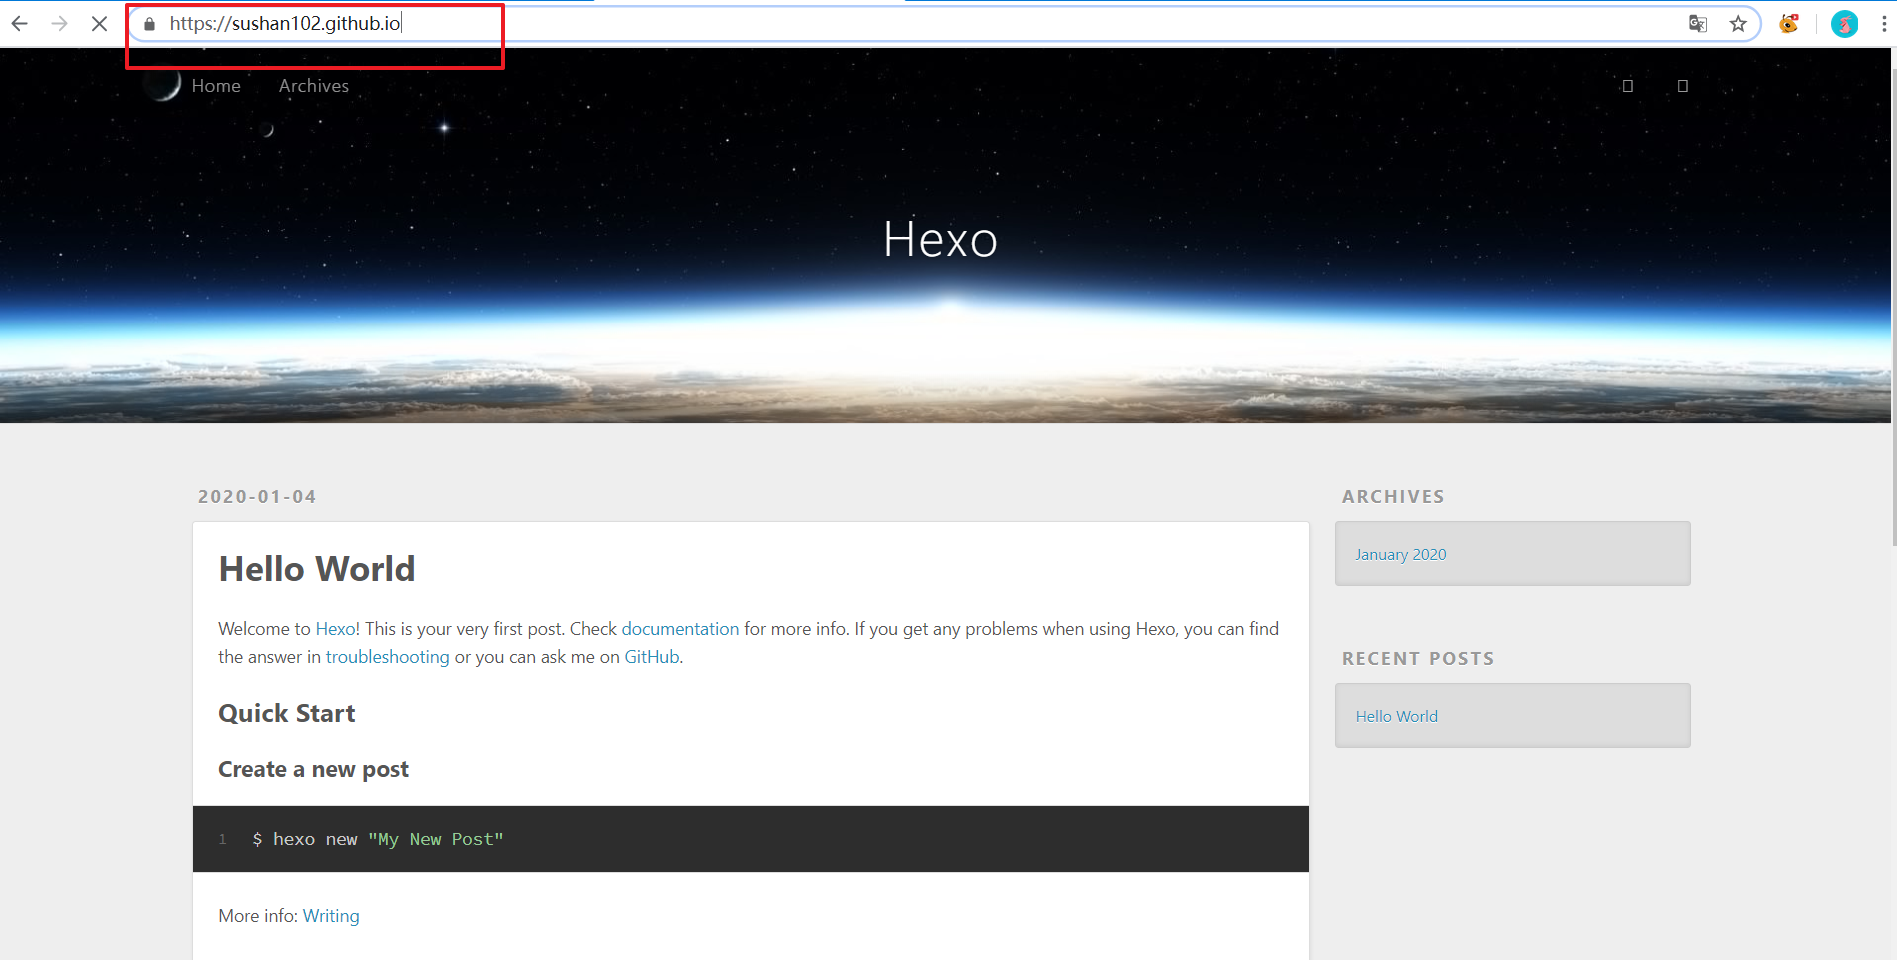 https://sushan102.github.io
Home Archives
Hexo
2020-01-04
Hello World
Welcome to Hexo! This is your very first post. Check documentation for more info. If you get any problems when using Hexo, you can find
the answer in troubleshooting or you can ask me on GitHub.
Quick Start
Create a new post
1 $ hexo new "My New Post"
More info: Writing
ARCHIVES
January 2020
RECENT POSTS
Hello World